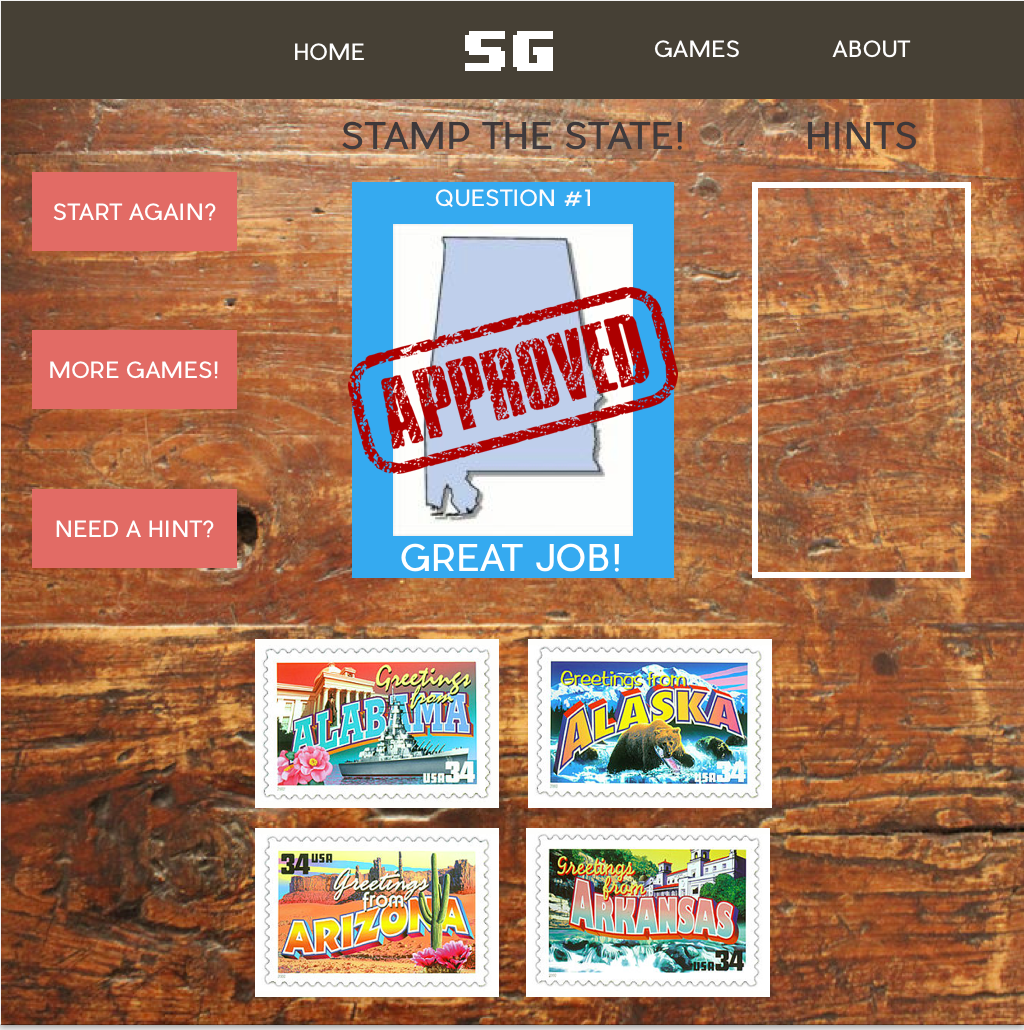 HOME
SG
GAMES
ABOUT
STAMP THE STATE!
HINTS
START AGAIN?
MORE GAMES!
NEED A HINT?
QUESTION #1
APPROVED
GREAT JOB!
Greetings
from
ALABAMA
USA34
Greetings from
ALASKA
USA34
34USA
Greetings
from
ARIZONA
Greetings
from
ARKANSAS
USA34